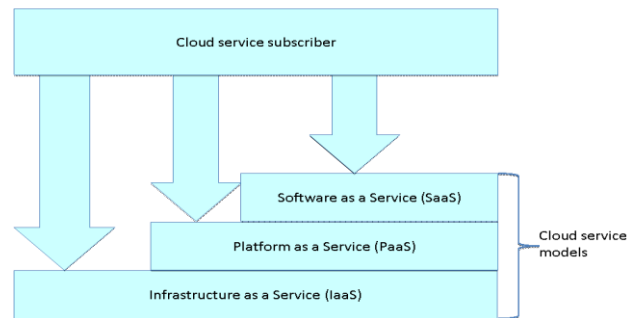 Cloud service subscriber
Software as a Service (SaaS)
Platform as a Service (PaaS)
Infrastructure as a Service (IaaS)
Cloud service
models